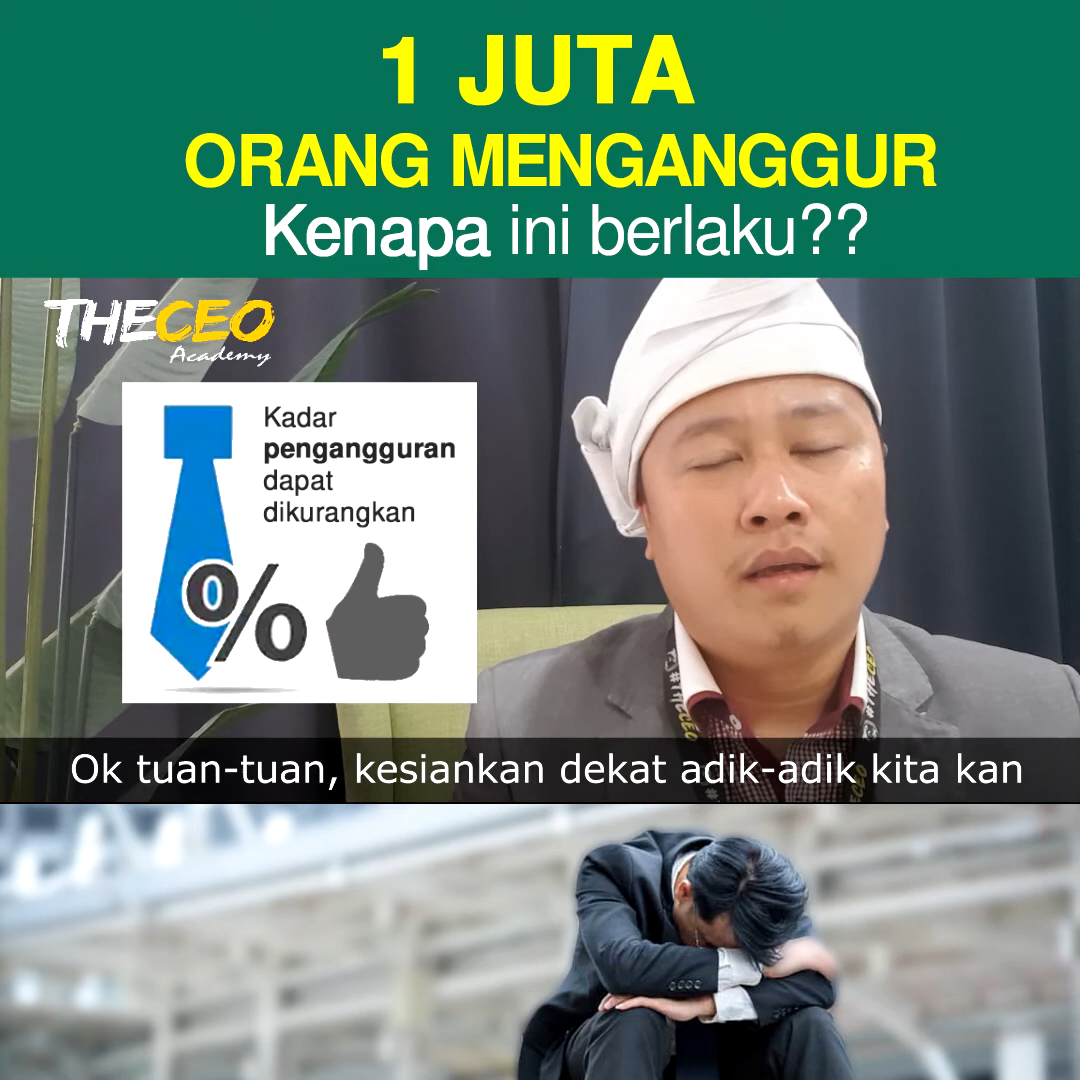 1 JUTA
ORANG MENGANGGUR
Kenapa ini berlaku??
THECEO
Academy
Kadar
pengangguran
dapat
dikurangkan
%
#THECEO
Ok tuan-tuan, kesiankan dekat adik-adik kita kan